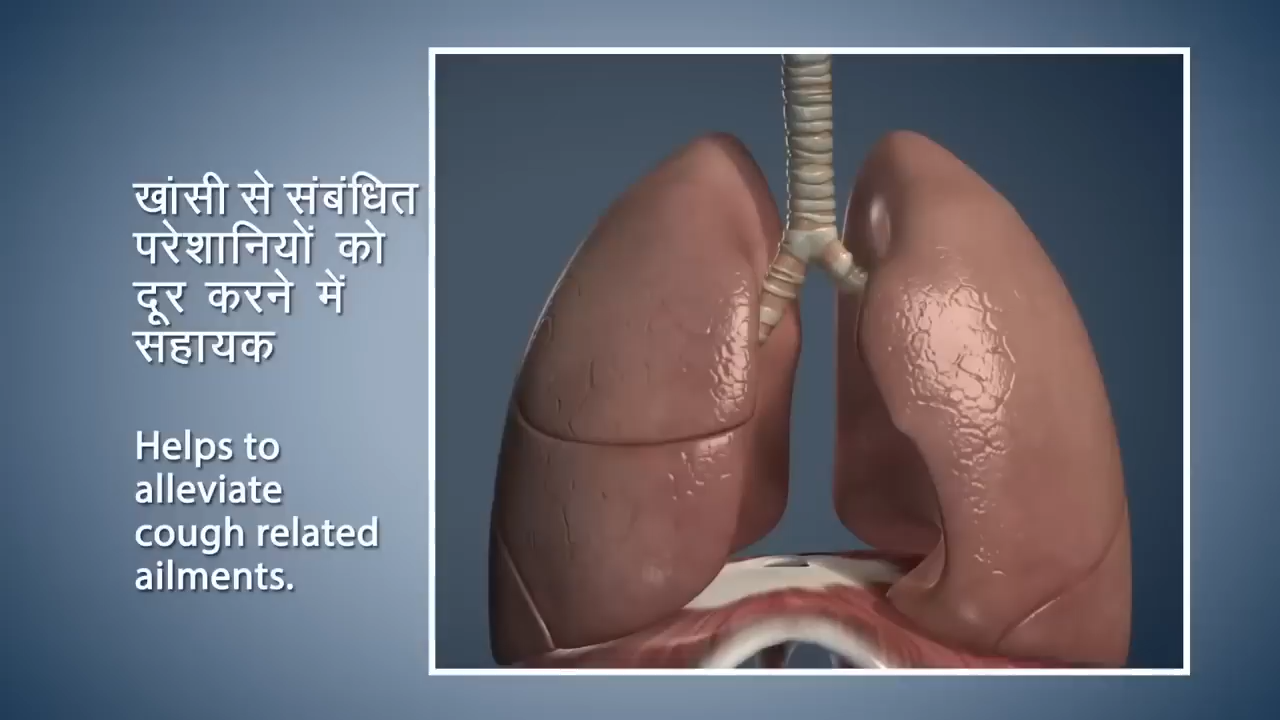 खांसी से संबंधित
परेशानियों को
दूर करने में
सहायक
Helps to
alleviate
cough related
ailments.